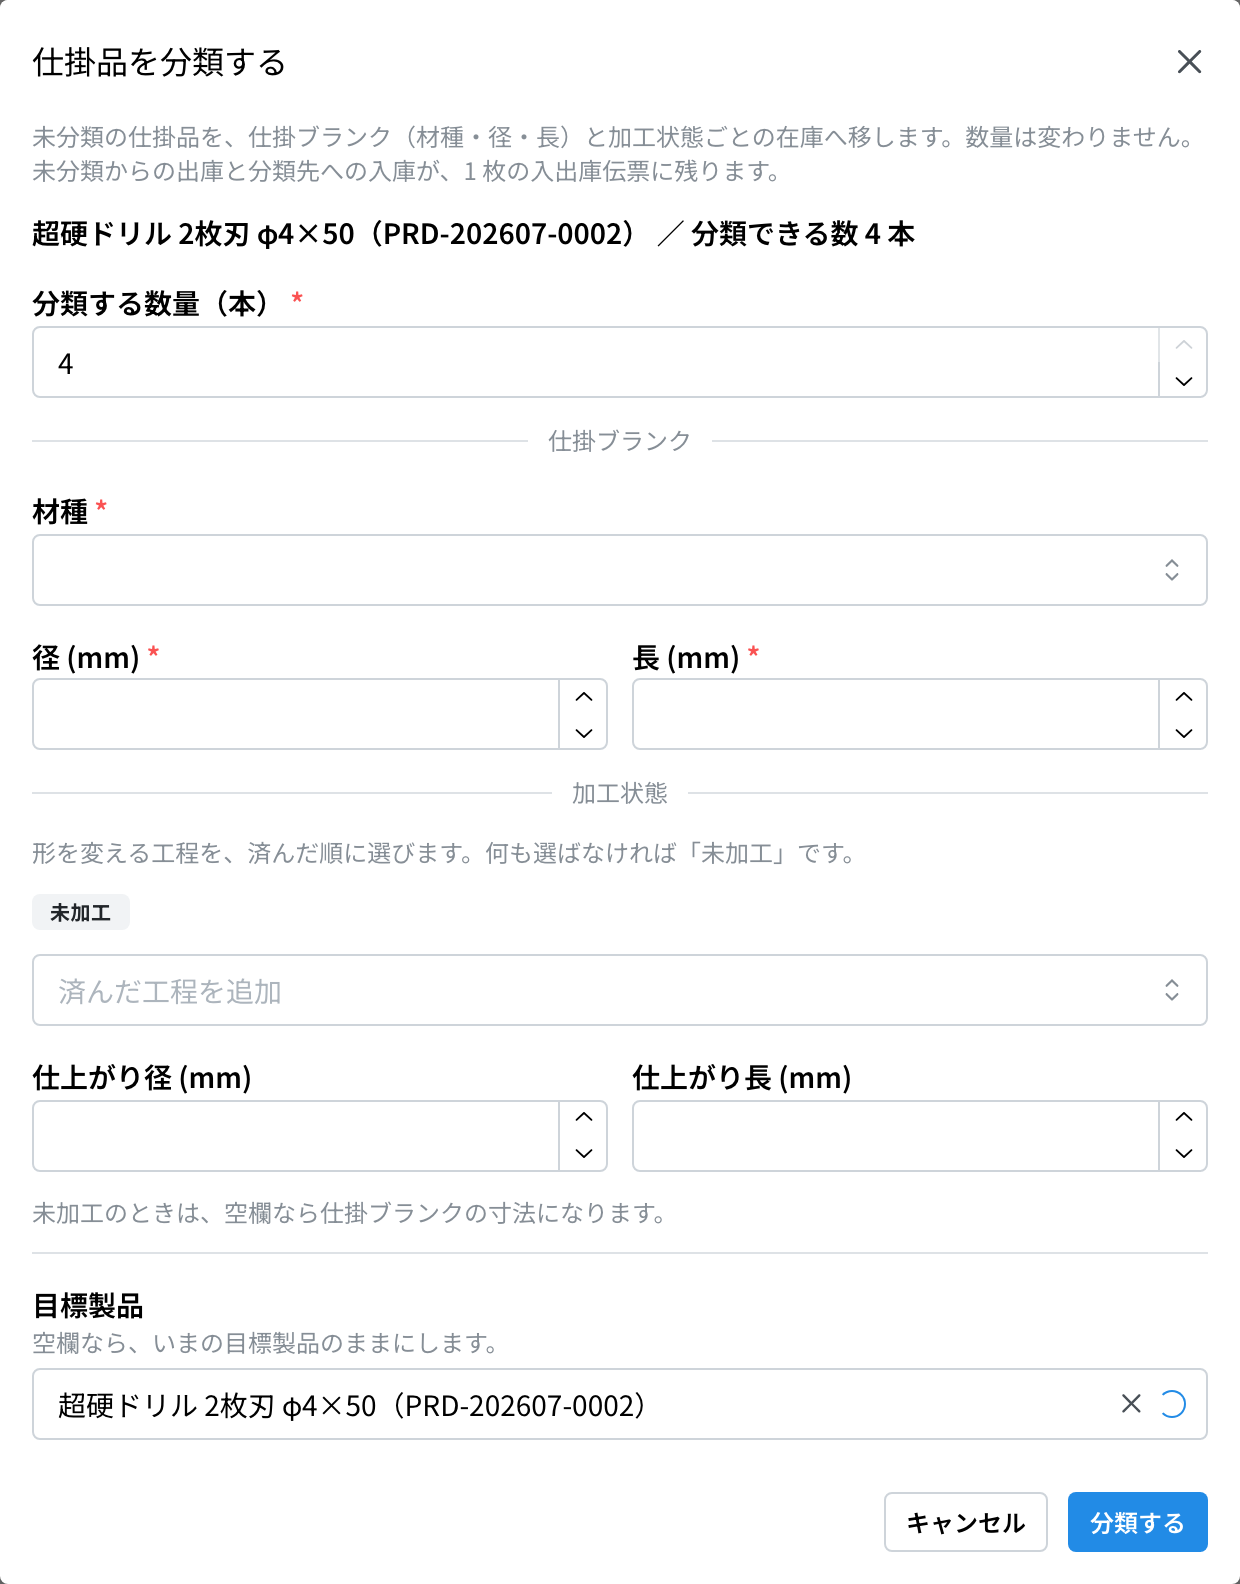 仕掛品を分類する
未分類の仕掛品を、仕掛ブランク（材種・径・長）と加工状態ごとの在庫へ移します。数量は変わりません。
未分類からの出庫と分類先への入庫が、1 枚の入出庫伝票に残ります。
超硬ドリル 2枚刃 φ4×50（PRD-202607-0002） ／ 分類できる数 4 本
分類する数量（本） *
4
仕掛ブランク
材種 *
径 (mm) *
長 (mm) *
加工状態
形を変える工程を、済んだ順に選びます。何も選ばなければ「未加工」です。
未加工
済んだ工程を追加
仕上がり径 (mm)
仕上がり長 (mm)
未加工のときは、空欄なら仕掛ブランクの寸法になります。
目標製品
空欄なら、いまの目標製品のままにします。
超硬ドリル 2枚刃 φ4×50（PRD-202607-0002）
キャンセル
分類する